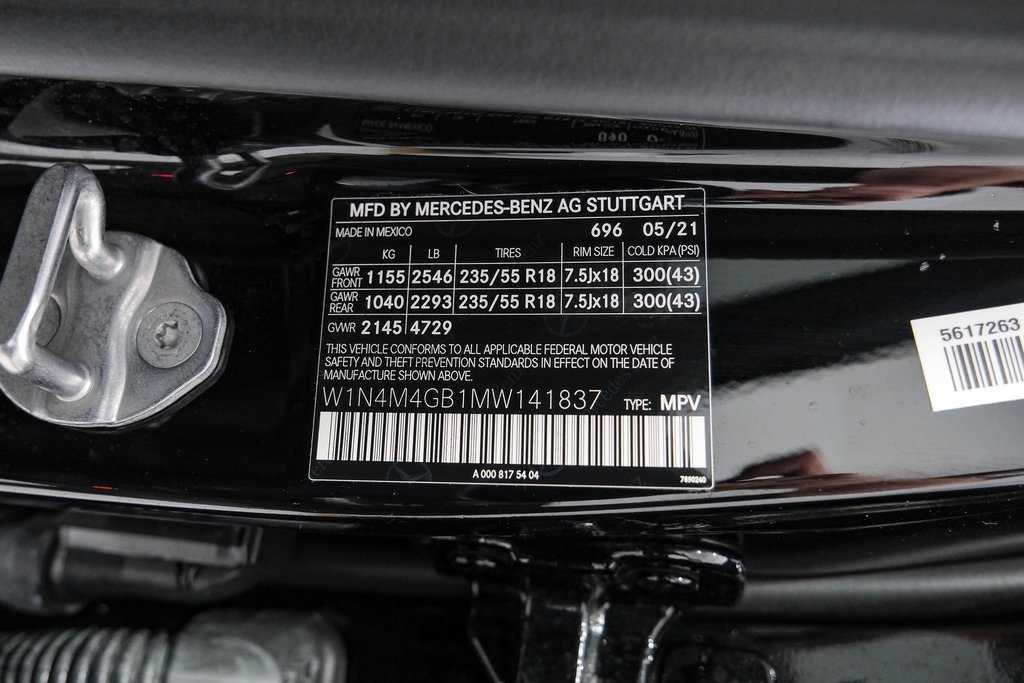 MFD BY MERCEDES-BENZ AG STUTTGART
MADE IN MEXICO 696 05/21
KG LB TIRES RIM SIZE COLD KPA(PSI)
GAWR FRONT 1155 2546 235/55 R18 7.5Jx18 300(43)
GAWR REAR 1040 2293 235/55 R18 7.5Jx18 300(43)
GVWR 2145 4729
THIS VEHICLE CONFORMS TO ALL APPLICABLE FEDERAL MOTOR VEHICLE
SAFETY AND THEFT PREVENTION STANDARDS IN EFFECT ON THE DATE OF
MANUFACTURE SHOWN ABOVE.
W1N4M4GB1MW141837 TYPE: MPV
A 000 817 54 04
7890240
5617263